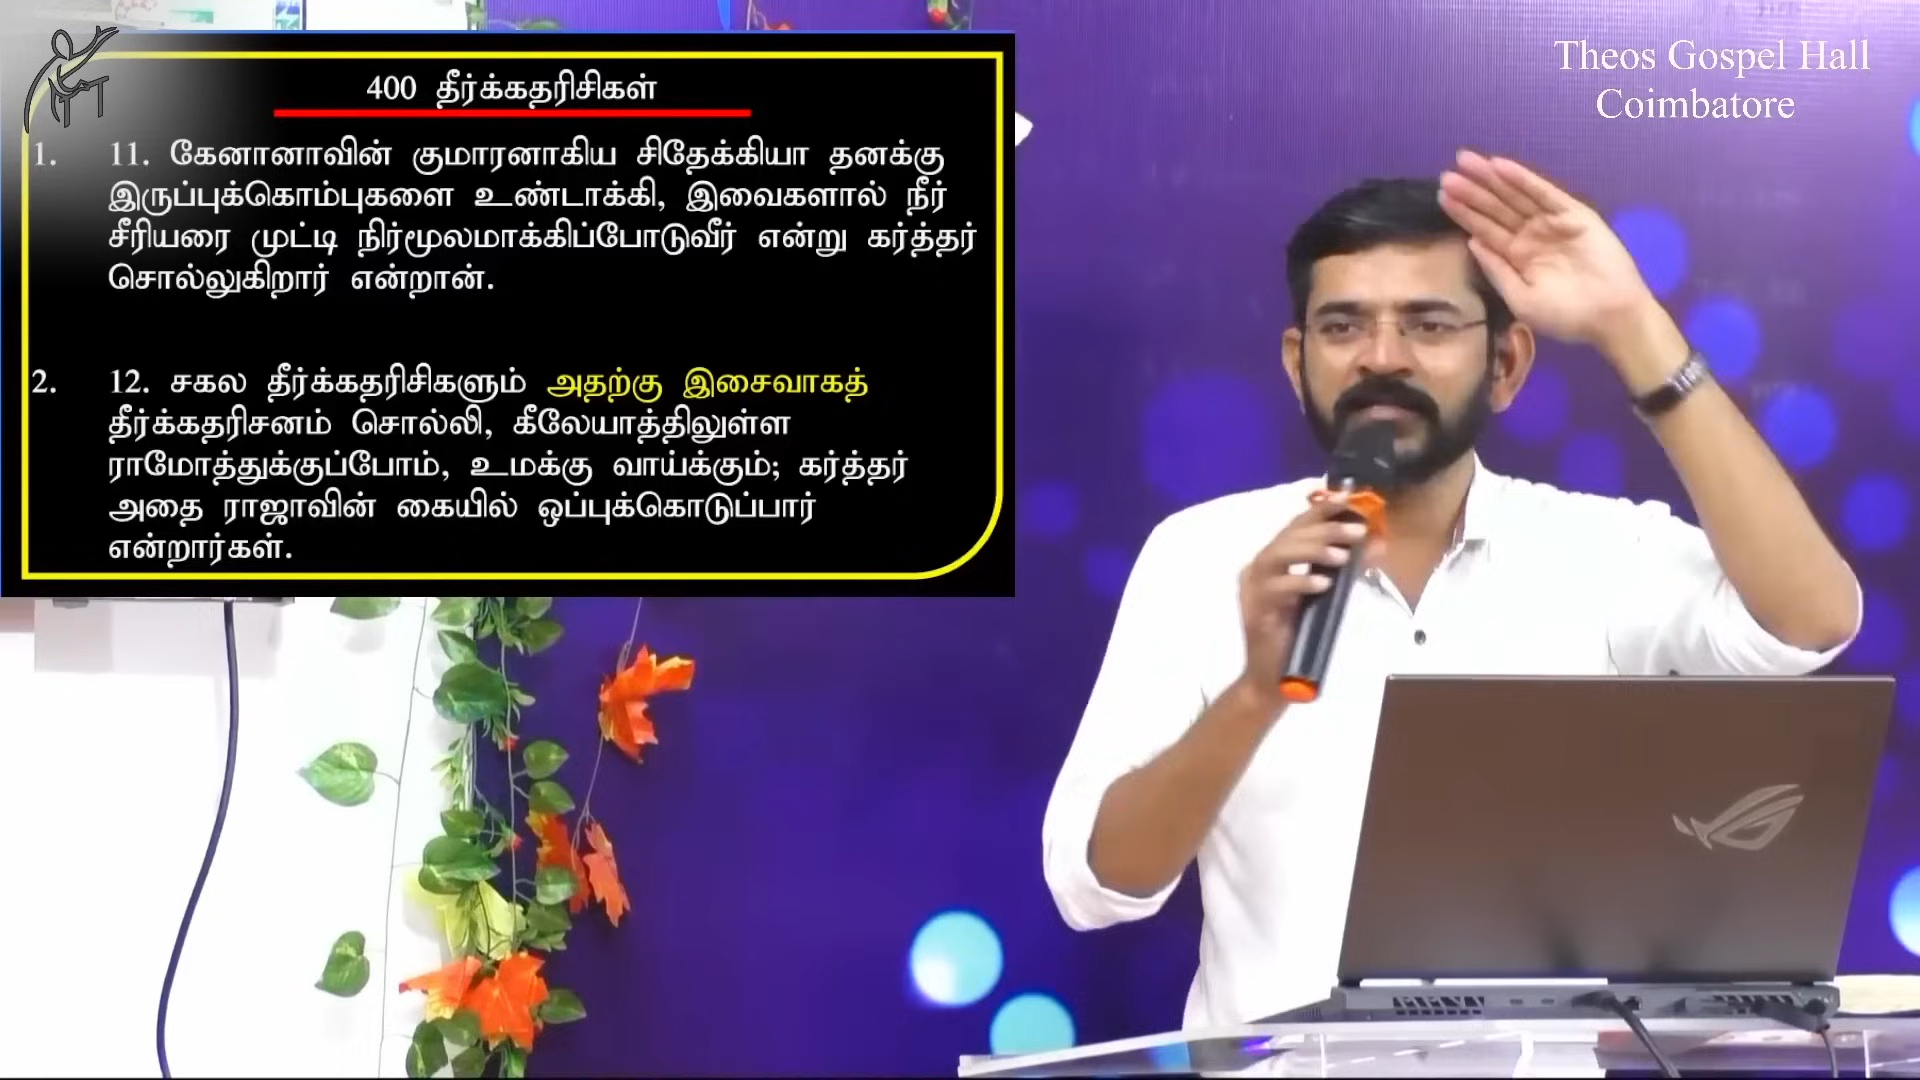 Theos Gospel Hall
Coimbatore
400 தீர்க்கதரிசிகள்
1. 11. கேனானாவின் குமாரனாகிய சிதேக்கியா தனக்கு
இருப்புக்கொம்புகளை உண்டாக்கி, இவைகளால் நீர்
சீரியரை முட்டி நிர்மூலமாக்கிப்போடுவீர் என்று கர்த்தர்
சொல்லுகிறார் என்றான்.
2. 12. சகல தீர்க்கதரிசிகளும் அதற்கு இசைவாகத்
தீர்க்கதரிசனம் சொல்லி, கீலேயாத்திலுள்ள
ராமோத்துக்குப்போம், உமக்கு வாய்க்கும்; கர்த்தர்
அதை ராஜாவின் கையில் ஒப்புக்கொடுப்பார்
என்றார்கள்.